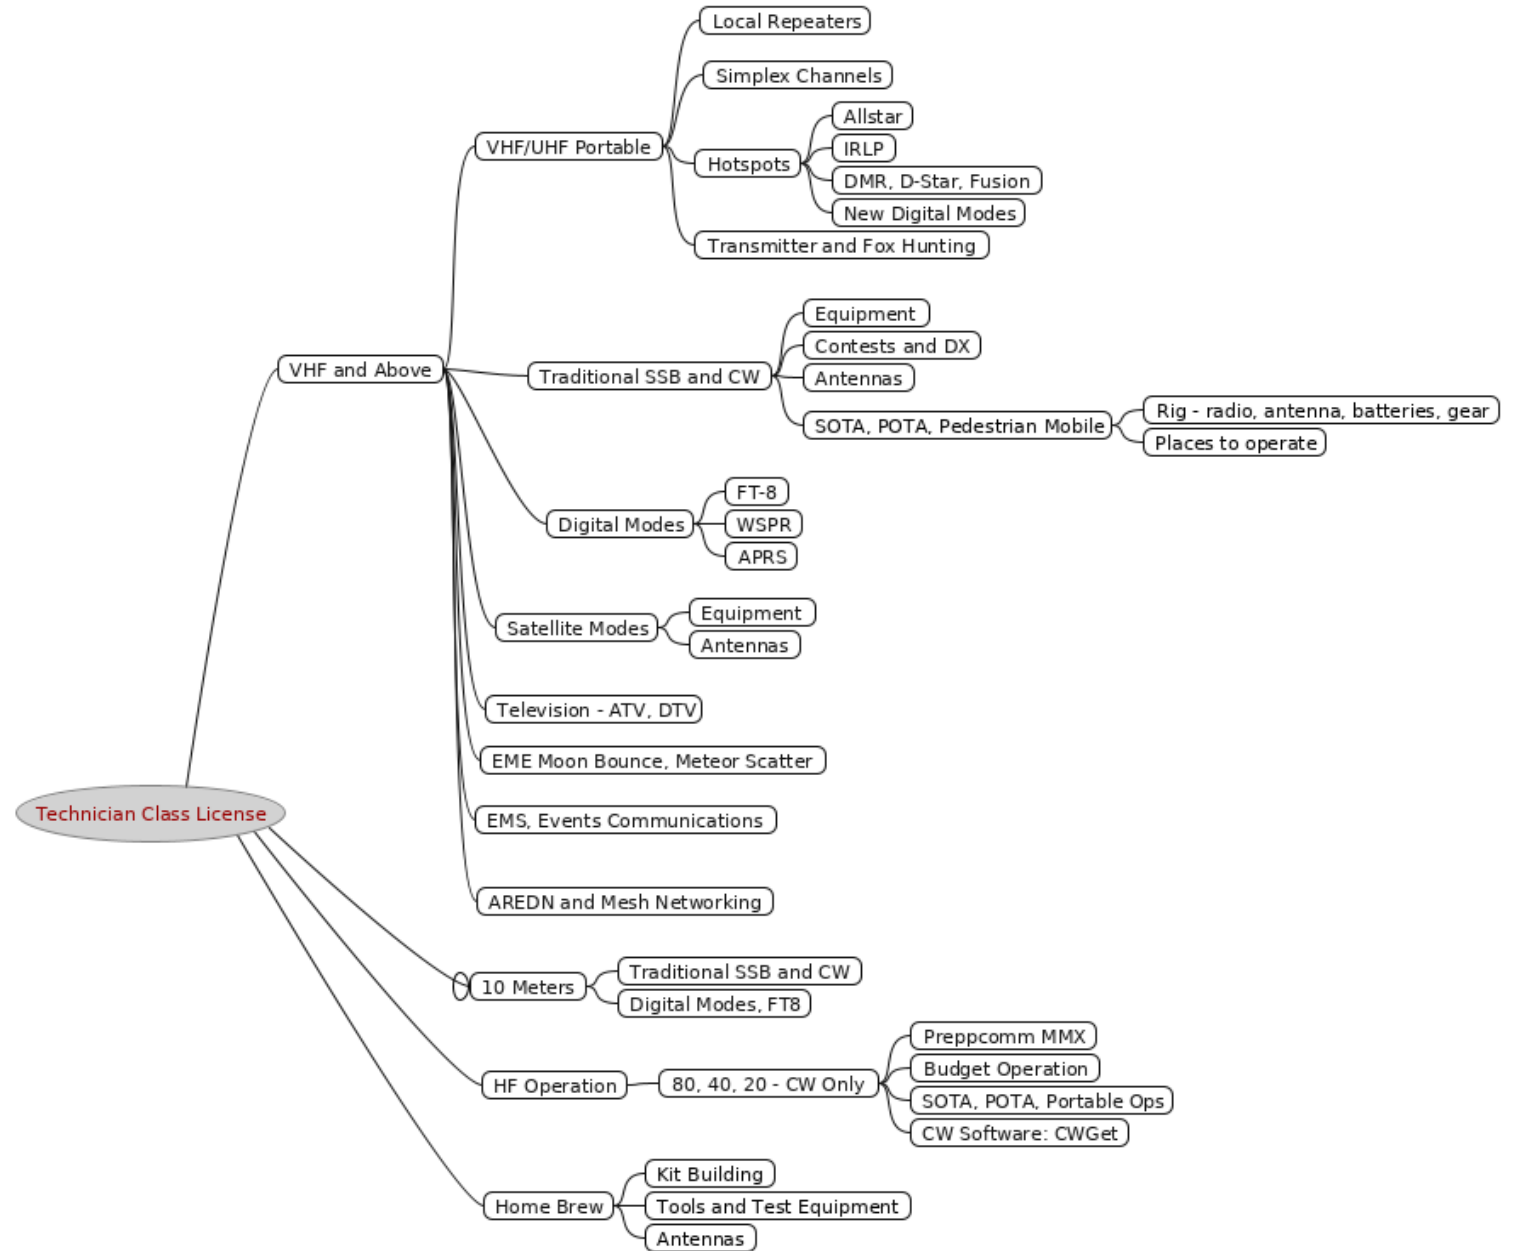 Technician Class License
VHF and Above
VHF/UHF Portable
Local Repeaters
Simplex Channels
Hotspots
Allstar
IRLP
DMR, D-Star, Fusion
New Digital Modes
Transmitter and Fox Hunting
Traditional SSB and CW
Equipment
Contests and DX
Antennas
SOTA, POTA, Pedestrian Mobile
Rig - radio, antenna, batteries, gear
Places to operate
Digital Modes
FT-8
WSPR
APRS
Satellite Modes
Equipment
Antennas
Television - ATV, DTV
EME Moon Bounce, Meteor Scatter
EMS, Events Communications
AREDN and Mesh Networking
10 Meters
Traditional SSB and CW
Digital Modes, FT8
HF Operation
80, 40, 20 - CW Only
Preppcomm MMX
Budget Operation
SOTA, POTA, Portable Ops
CW Software: CWGet
Home Brew
Kit Building
Tools and Test Equipment
Antennas